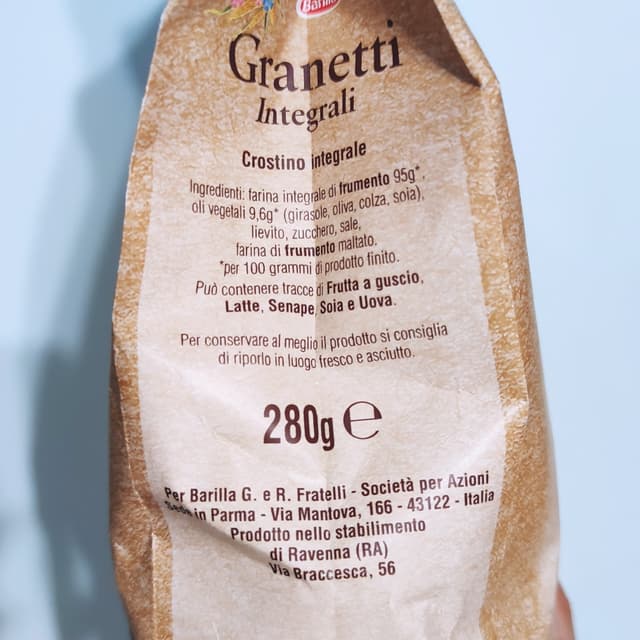 Barilla
Granetti
Integrali
Crostino integrale
Ingredienti: farina integrale di frumento 95g*,
oli vegetali 9,6g* (girasole, oliva, colza, soia),
lievito, zucchero, sale,
farina di frumento maltato.
*per 100 grammi di prodotto finito.
Può contenere tracce di Frutta a guscio,
Latte, Senape, Soia e Uova.
Per conservare al meglio il prodotto si consiglia
di riporlo in luogo fresco e asciutto.
280g ℮
Per Barilla G. e R. Fratelli - Società per Azioni
Sede in Parma - Via Mantova, 166 - 43122 - Italia
Prodotto nello stabilimento
di Ravenna (RA)
Via Braccesca, 56